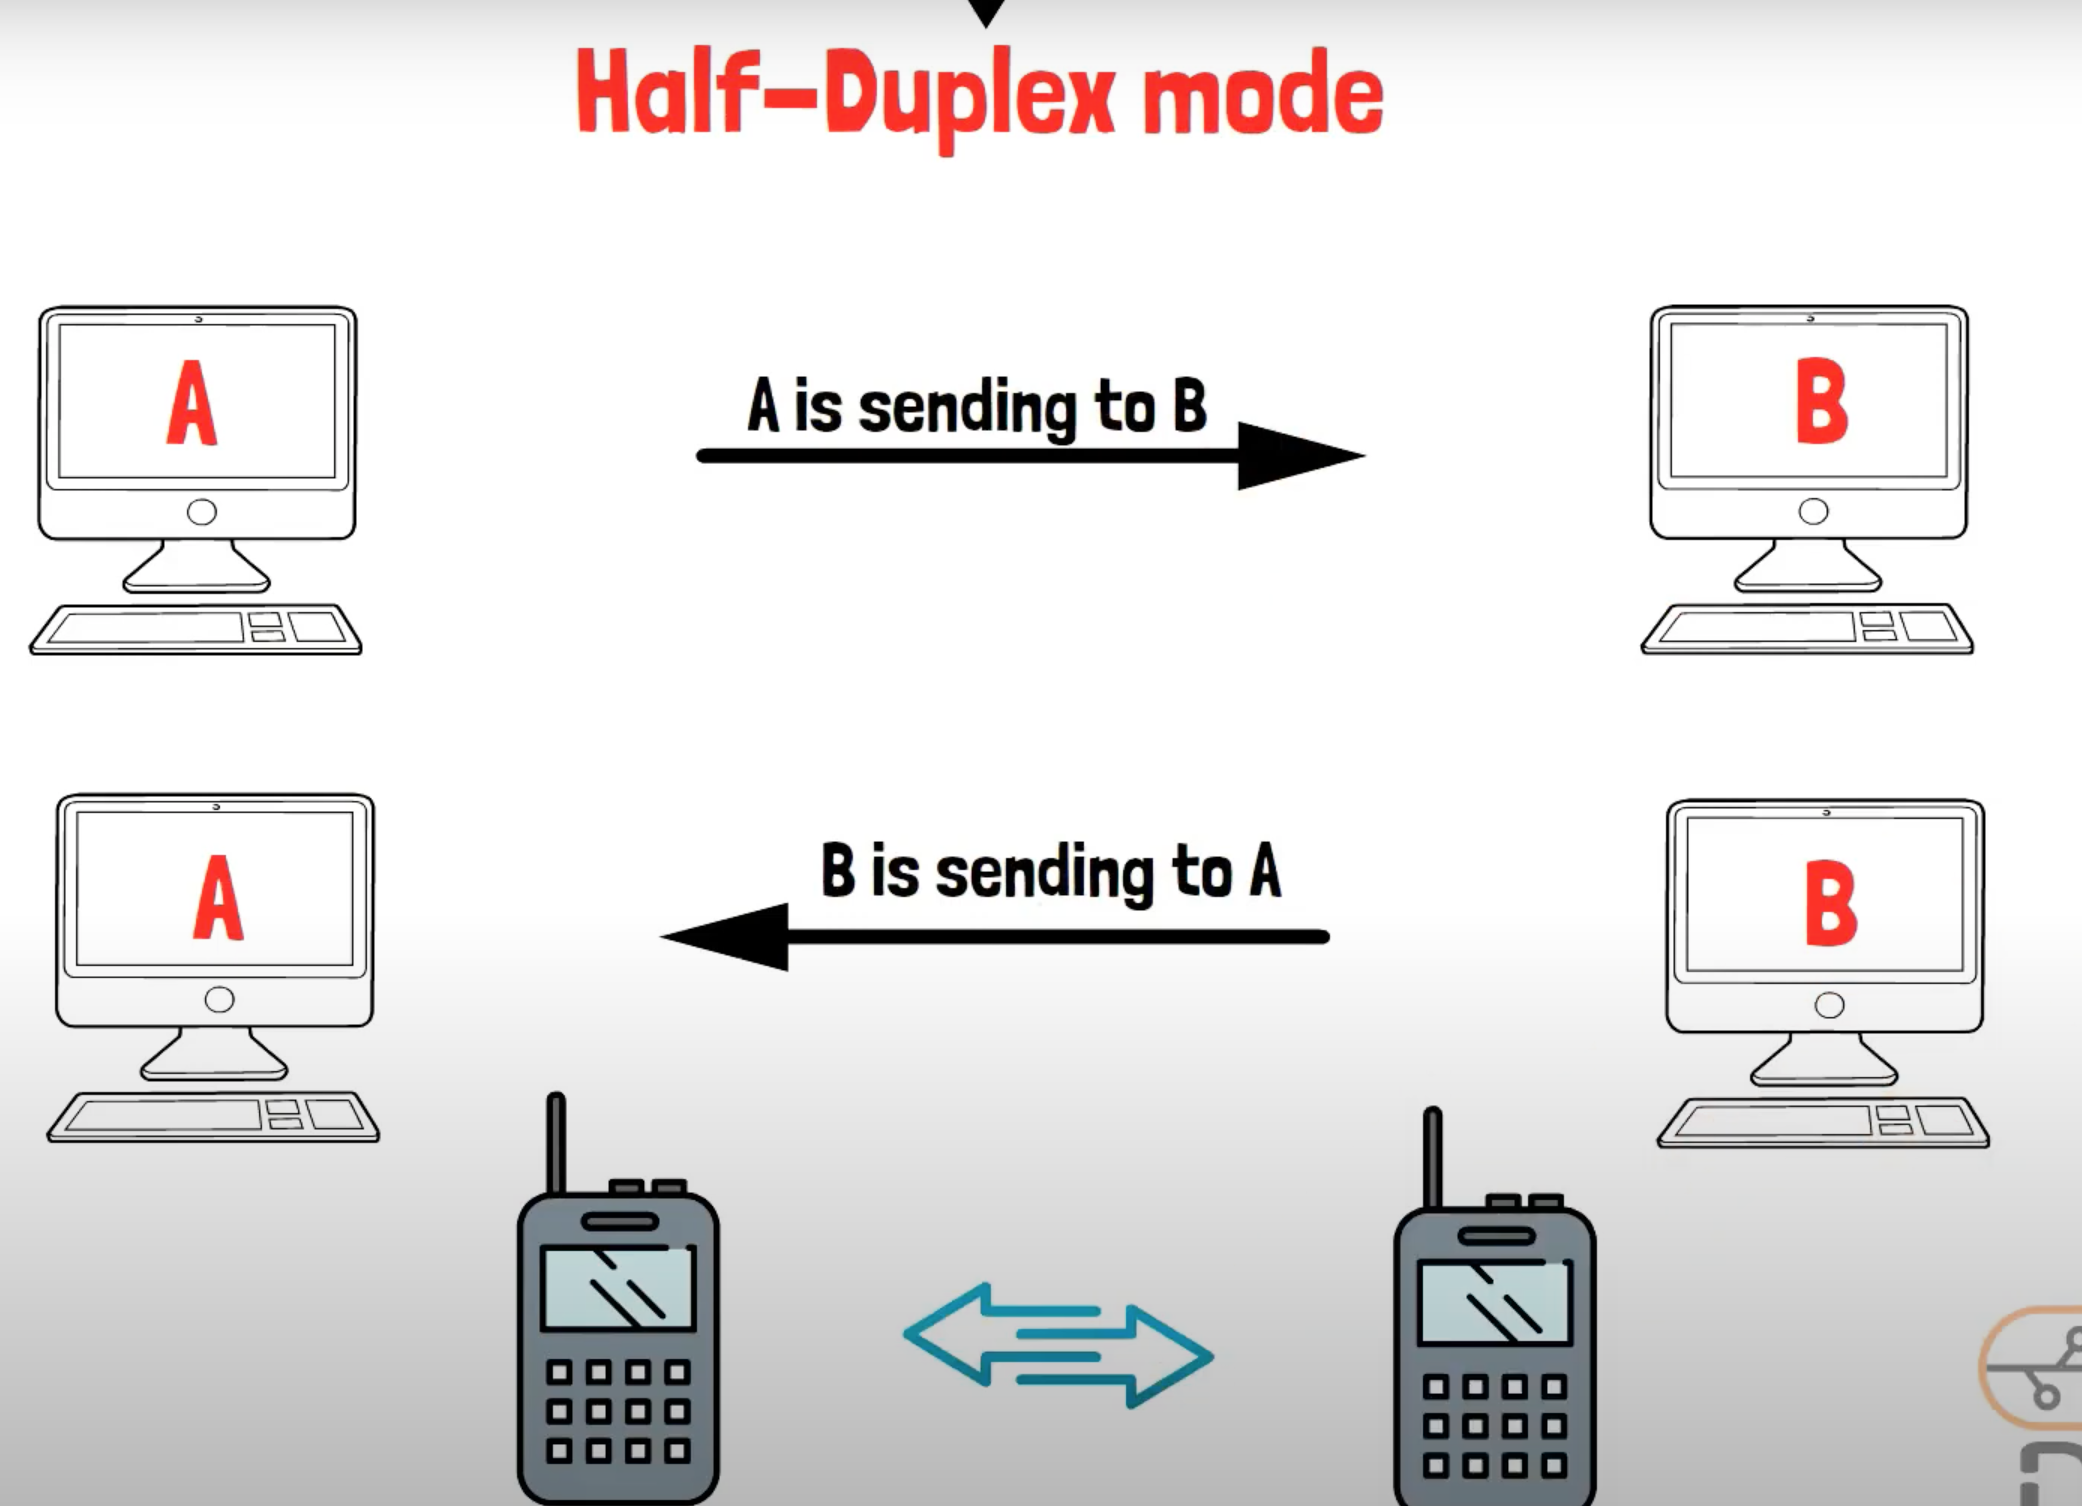 Half-Duplex mode
A
A is sending to B
B
A
B is sending to A
B